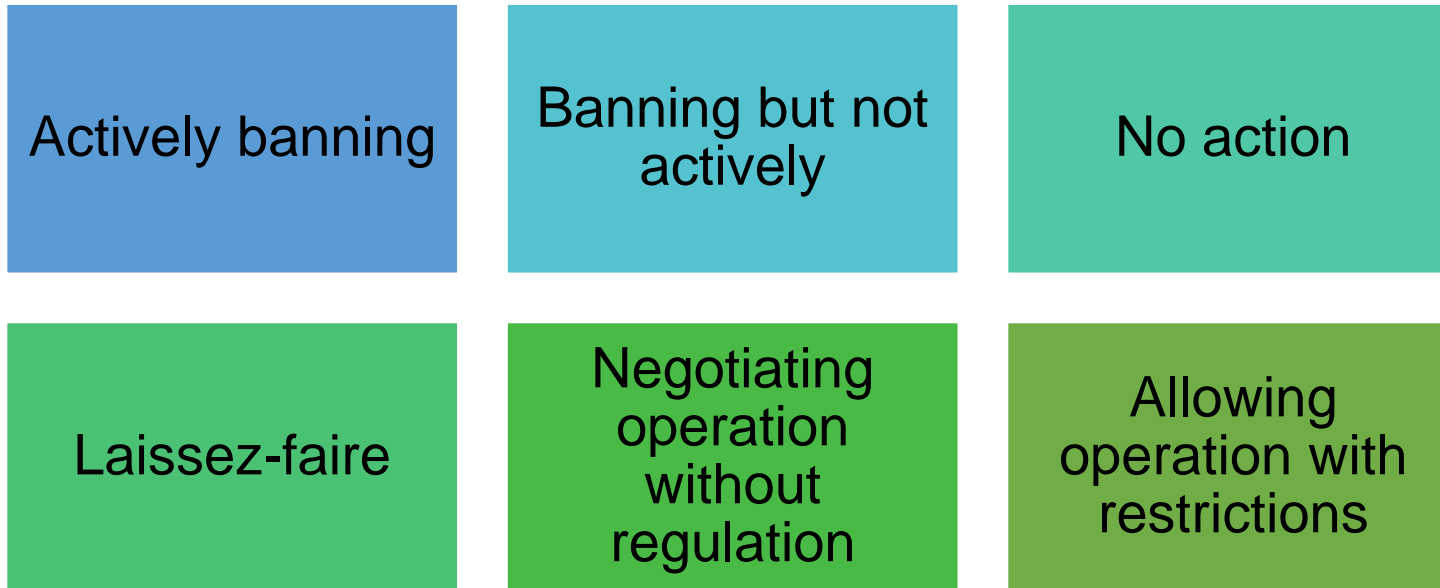 Actively banning
Banning but not
actively
No action
Laissez-faire
Negotiating
operation
without
regulation
Allowing
operation with
restrictions